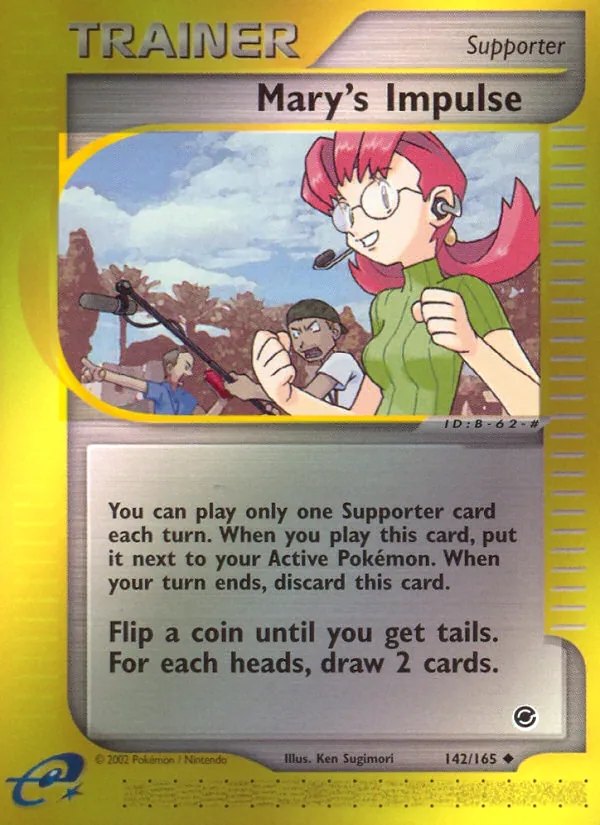 TRAINER
Supporter
Mary's Impulse
ID:B-62-#
You can play only one Supporter card
each turn. When you play this card, put
it next to your Active Pokémon. When
your turn ends, discard this card.
Flip a coin until you get tails.
For each heads, draw 2 cards.
© 2002 Pokémon / Nintendo
Illus. Ken Sugimori
142/165 ◆
e